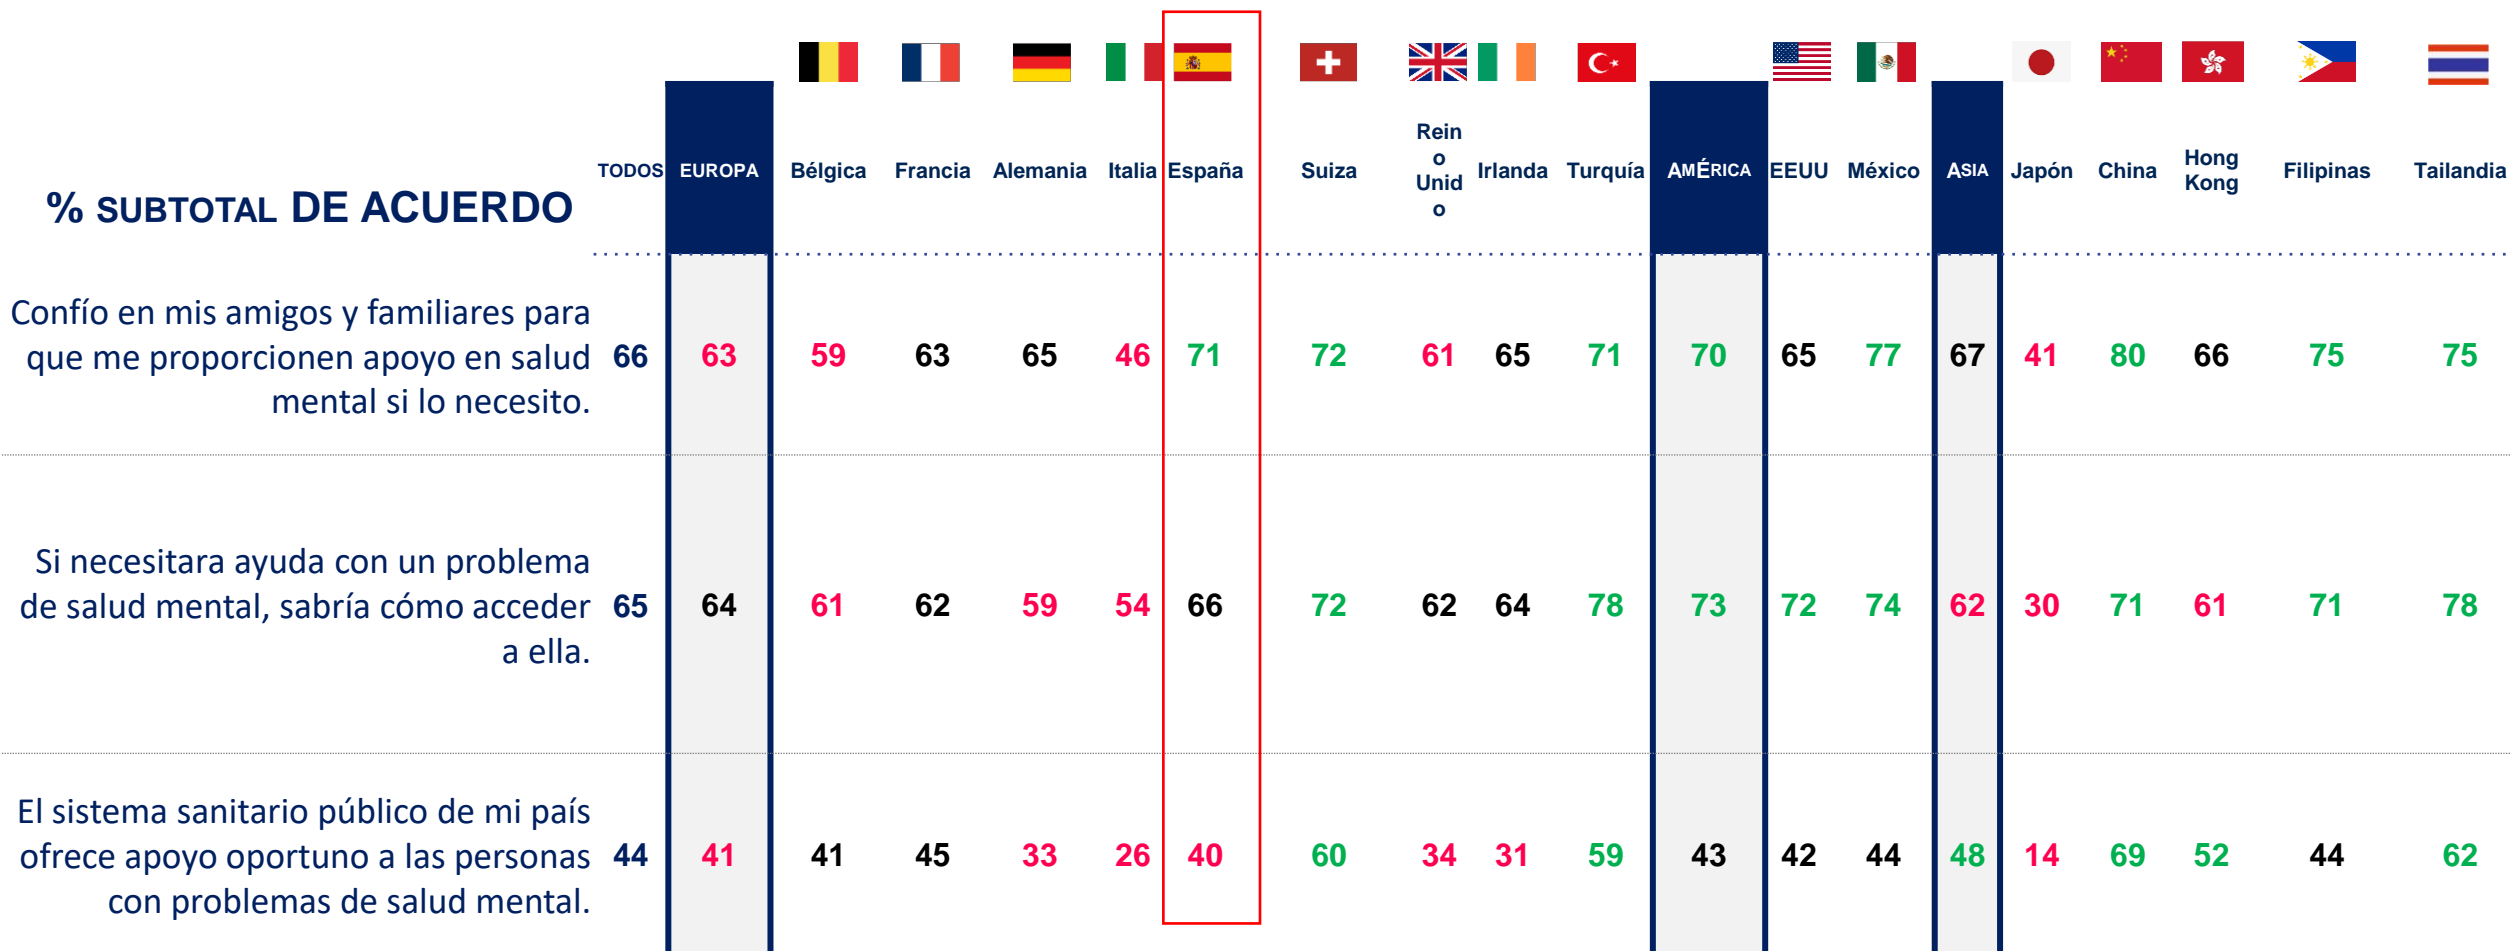 % SUBTOTAL DE ACUERDO
TODOS EUROPA Bélgica Francia Alemania Italia España Suiza
Rein
o
Unid
o
Irlanda Turquía AMÉRICA EEUU México ASIA Japón China
Hong
Kong
Filipinas Tailandia
Confío en mis amigos y familiares para
que me proporcionen apoyo en salud
mental si lo necesito.
66 63 59 63 65 46 71 72 61 65 71 70 65 77 67 41 80 66 75 75
Si necesitara ayuda con un problema
de salud mental, sabría cómo acceder
a ella.
65 64 61 62 59 54 66 72 62 64 78 73 72 74 62 30 71 61 71 78
El sistema sanitario público de mi país
ofrece apoyo oportuno a las personas
con problemas de salud mental.
44 41 41 45 33 26 40 60 34 31 59 43 42 44 48 14 69 52 44 62